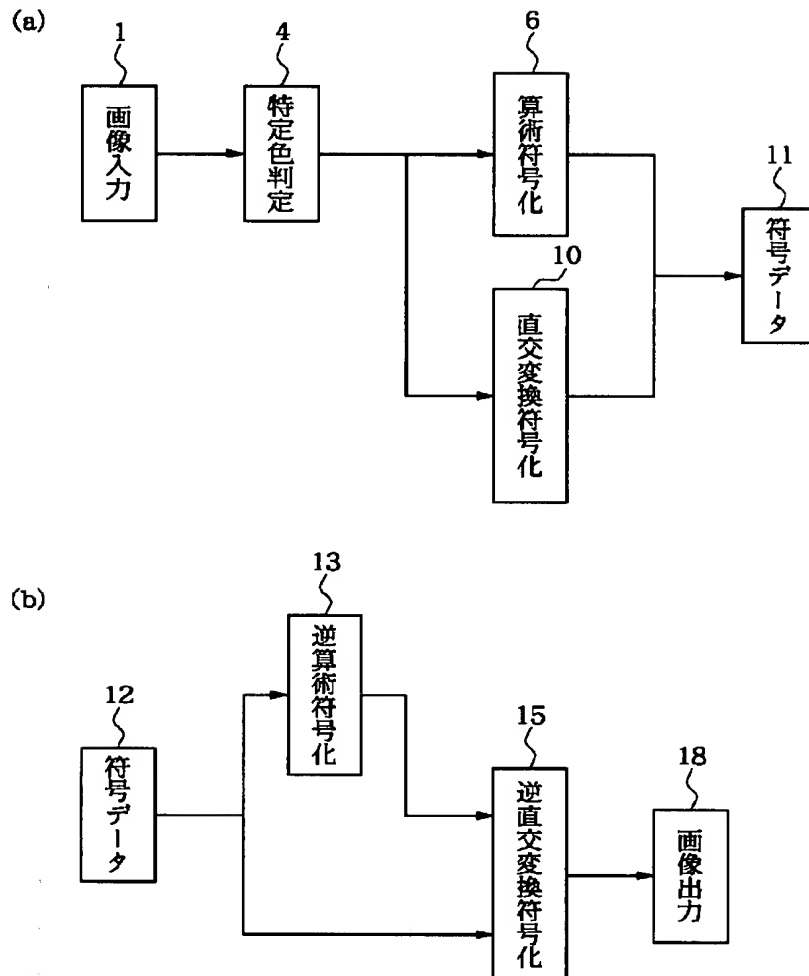 (a)
1
画像入力
4
特定色判定
6
算術符号化
10
直交変換符号化
11
符号データ
(b)
12
符号データ
13
逆算術符号化
15
逆直交変換符号化
18
画像出力